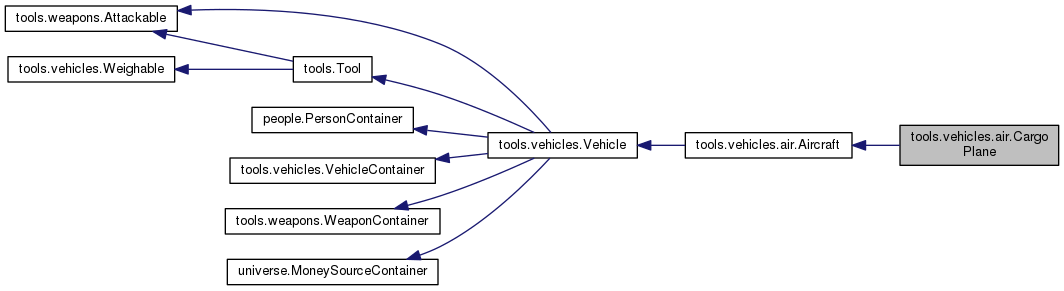 tools.weapons.Attackable
tools.vehicles.Weighable
tools.Tool
people.PersonContainer
tools.vehicles.Vehicle
tools.vehicles.air.Aircraft
tools.vehicles.air.Cargo
Plane
tools.vehicles.VehicleContainer
tools.weapons.WeaponContainer
universe.MoneySourceContainer